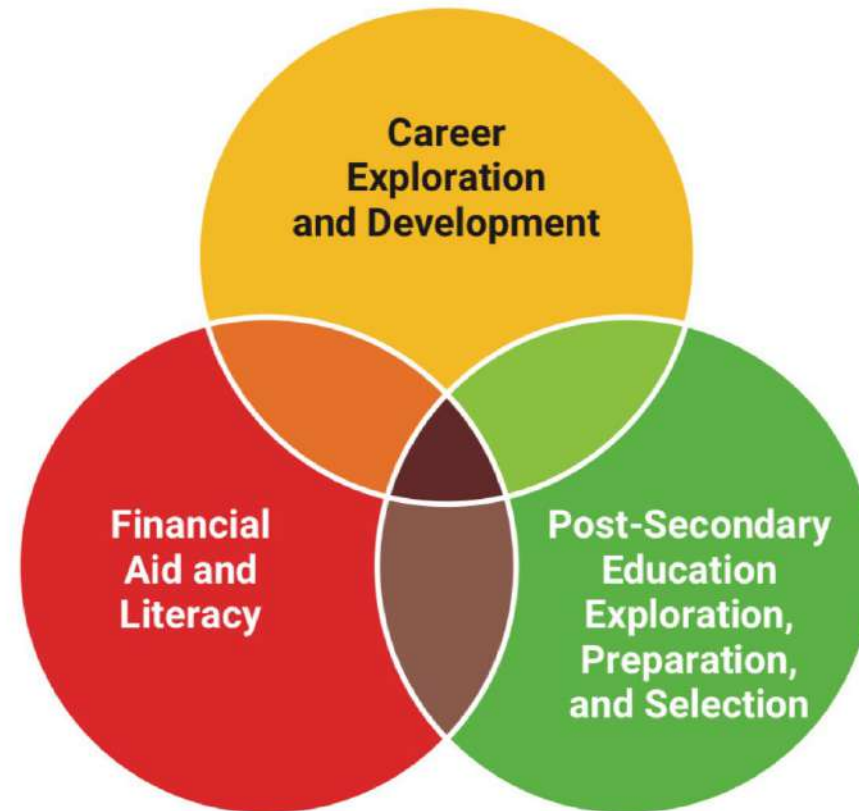 Career
Exploration
and Development
Financial
Aid and
Literacy
Post-Secondary
Education
Exploration,
Preparation,
and Selection